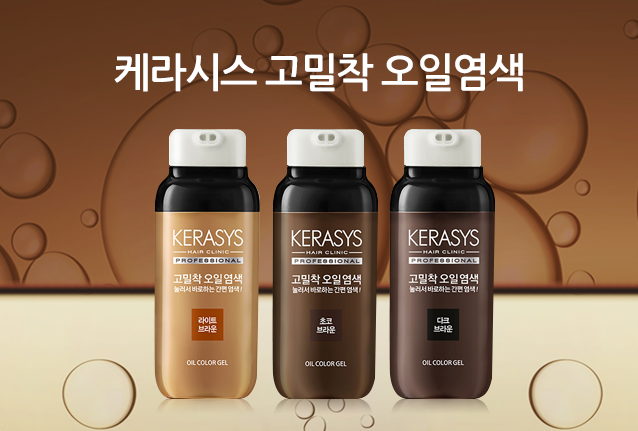 케라시스 고밀착 오일염색
KERASYS
HAIR CLINIC
PROFESSIONAL
고밀착 오일염색
눌러서 바로하는 간편 염색!
라이트
브라운
OIL COLOR GEL
KERASYS
HAIR CLINIC
PROFESSIONAL
고밀착 오일염색
눌러서 바로하는 간편 염색!
초코
브라운
OIL COLOR GEL
KERASYS
HAIR CLINIC
PROFESSIONAL
고밀착 오일염색
눌러서 바로하는 간편 염색!
다크
브라운
OIL COLOR GEL